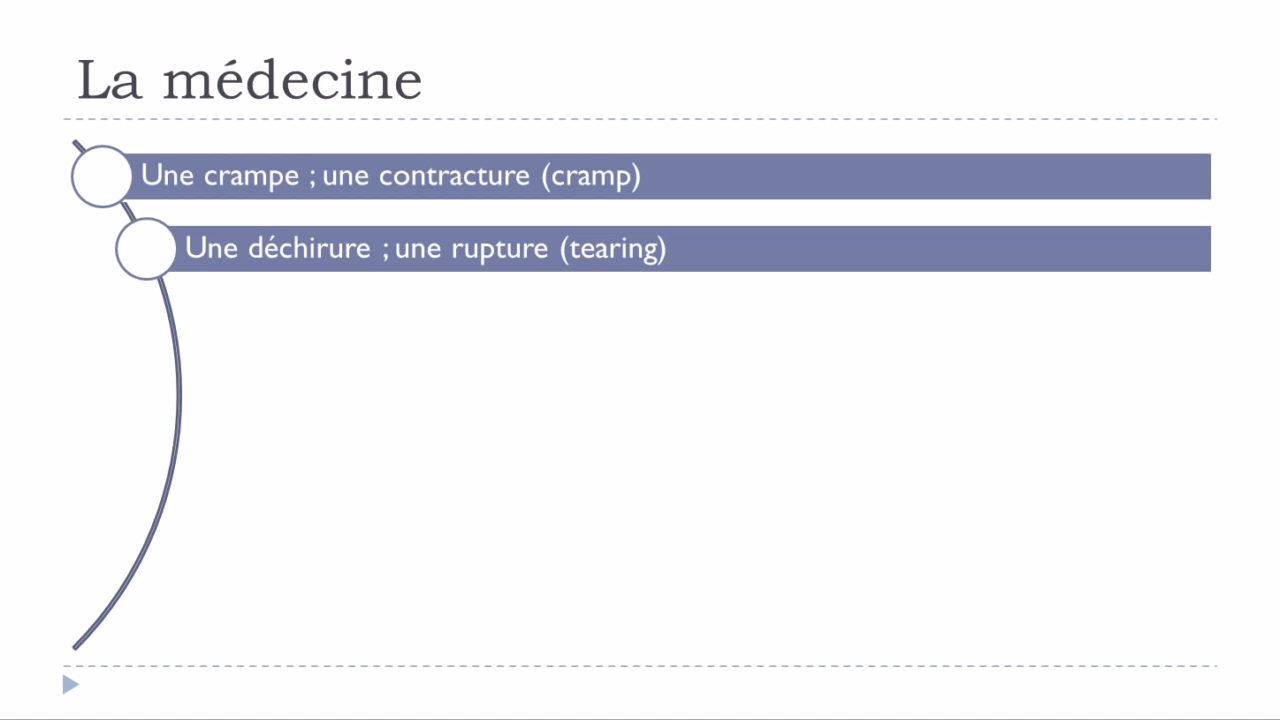 La médecine
Une crampe ; une contracture (cramp)
Une déchirure ; une rupture (tearing)